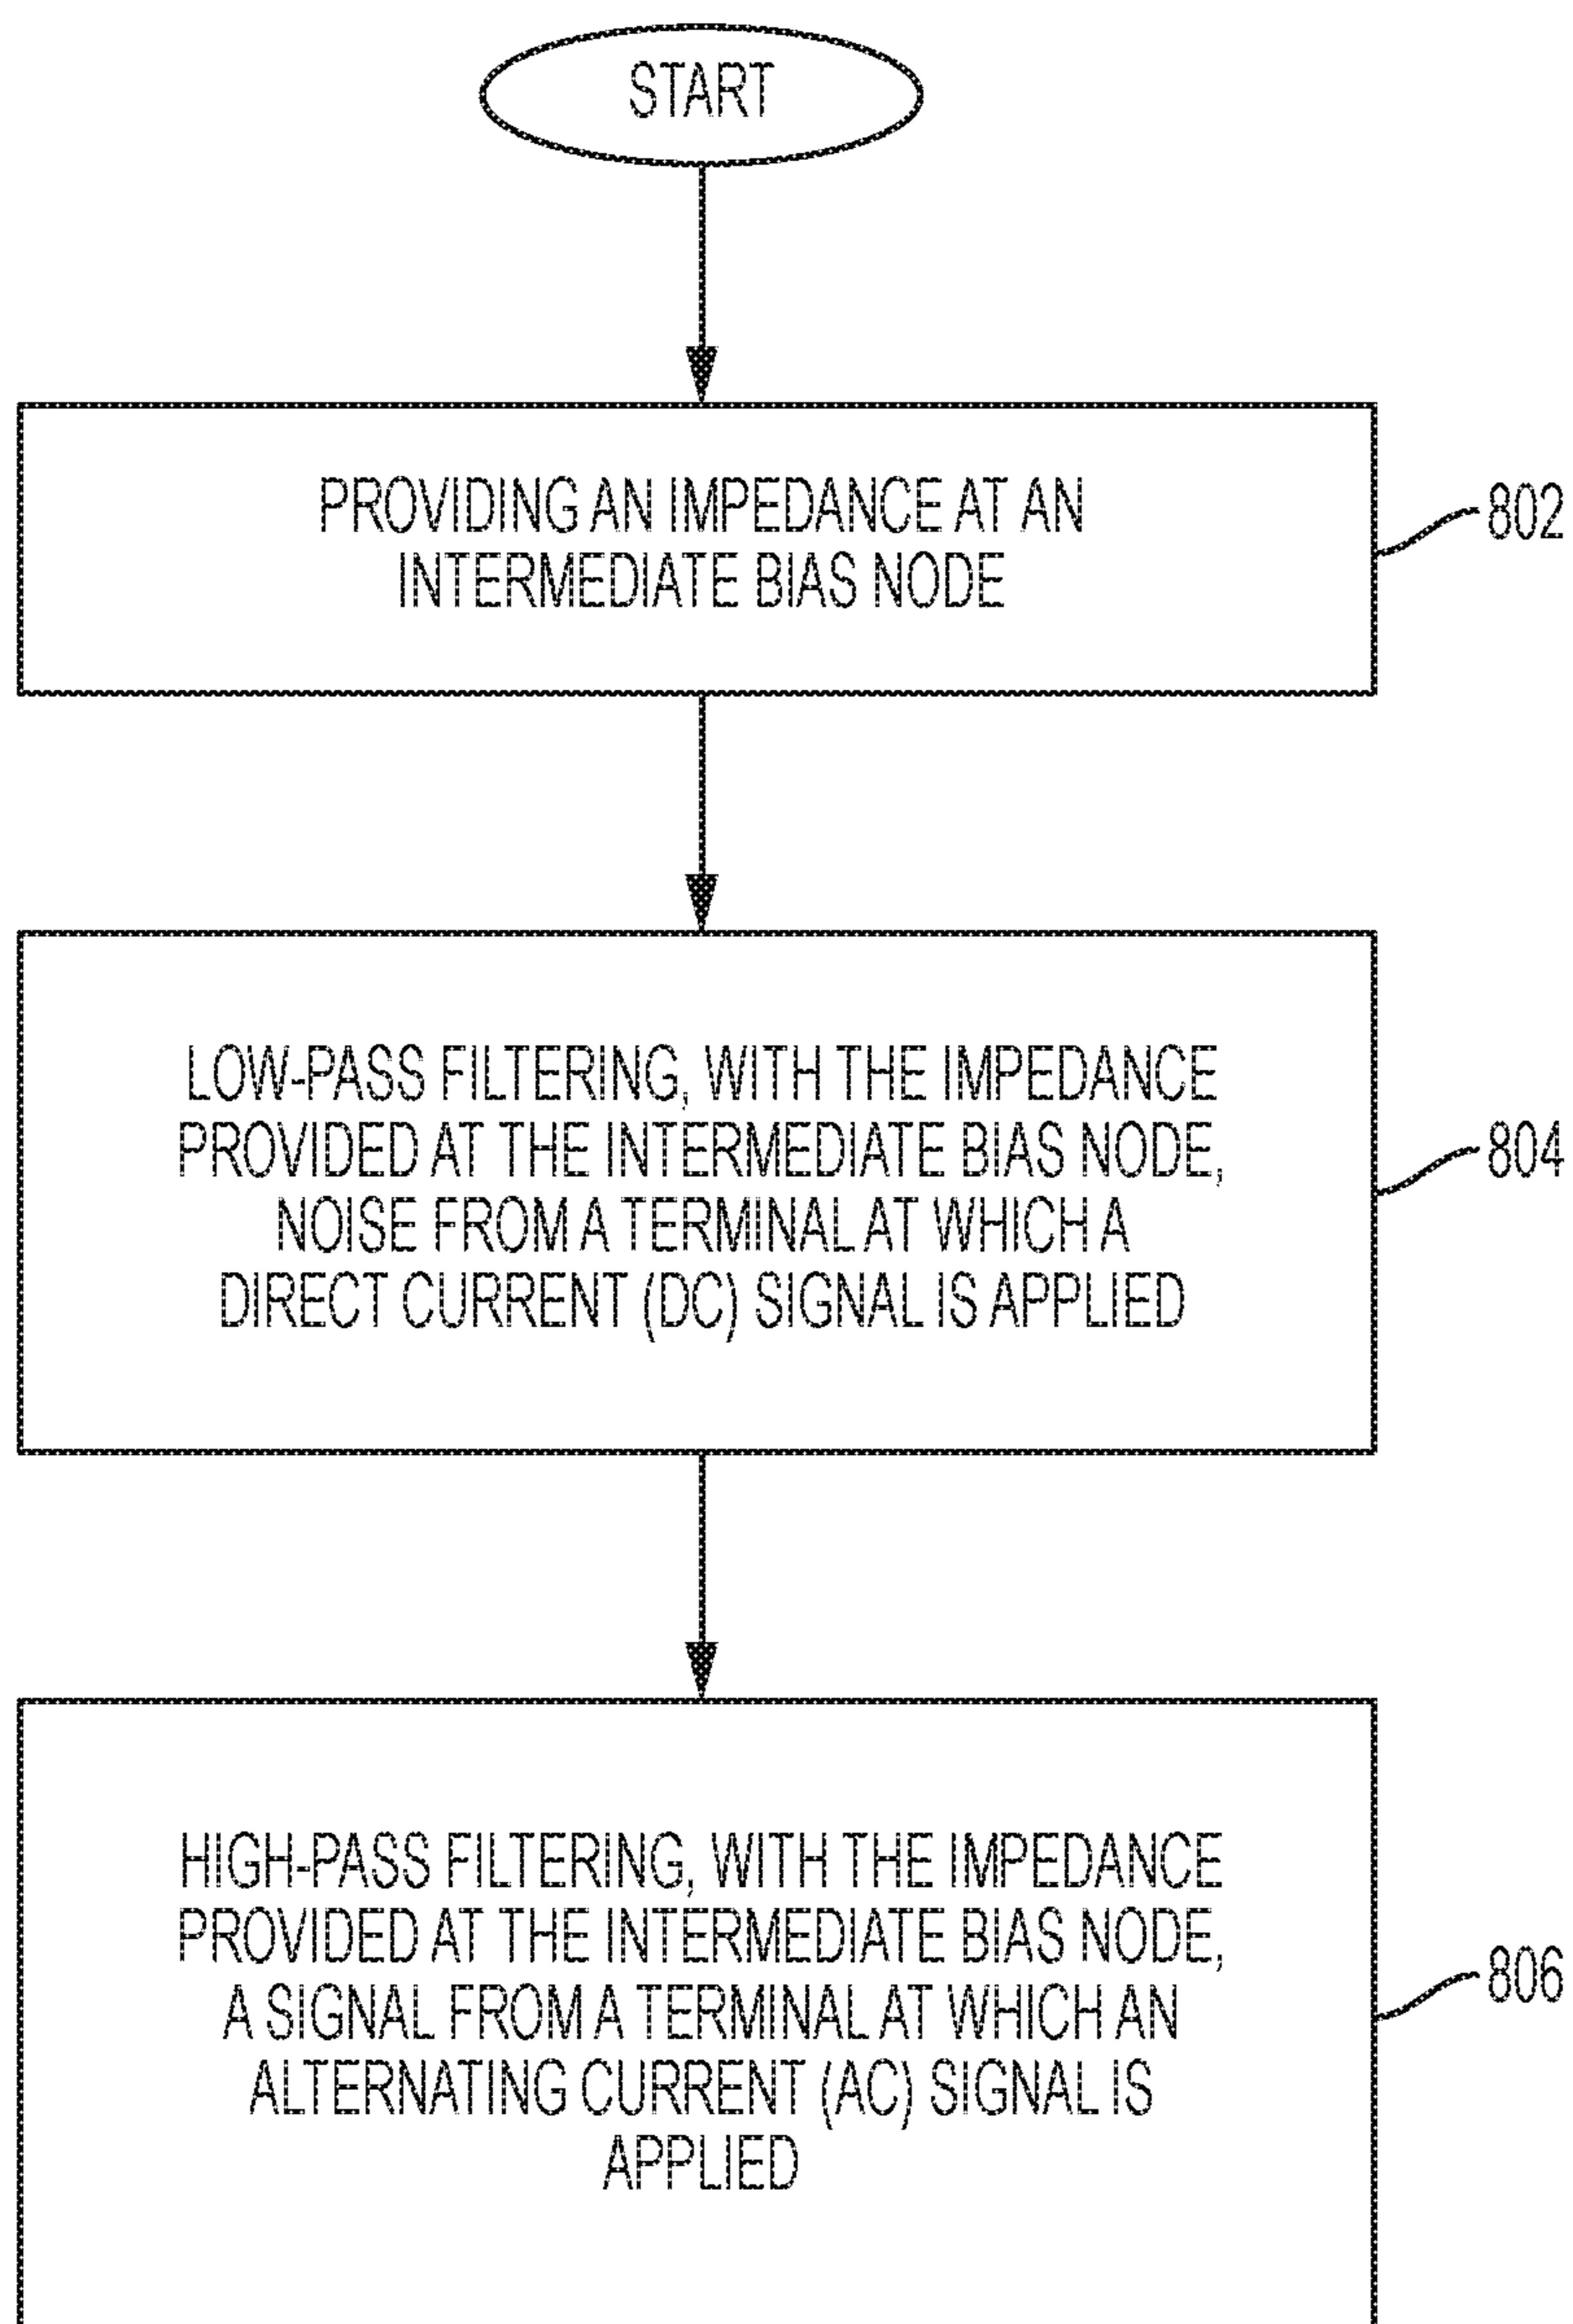 START
PROVIDING AN IMPEDANCE AT AN
INTERMEDIATE BIAS NODE
802
LOW-PASS FILTERING, WITH THE IMPEDANCE
PROVIDED AT THE INTERMEDIATE BIAS NODE,
NOISE FROM A TERMINAL AT WHICH A
DIRECT CURRENT (DC) SIGNAL IS APPLIED
804
HIGH-PASS FILTERING, WITH THE IMPEDANCE
PROVIDED AT THE INTERMEDIATE BIAS NODE,
A SIGNAL FROM A TERMINAL AT WHICH AN
ALTERNATING CURRENT (AC) SIGNAL IS
APPLIED
806